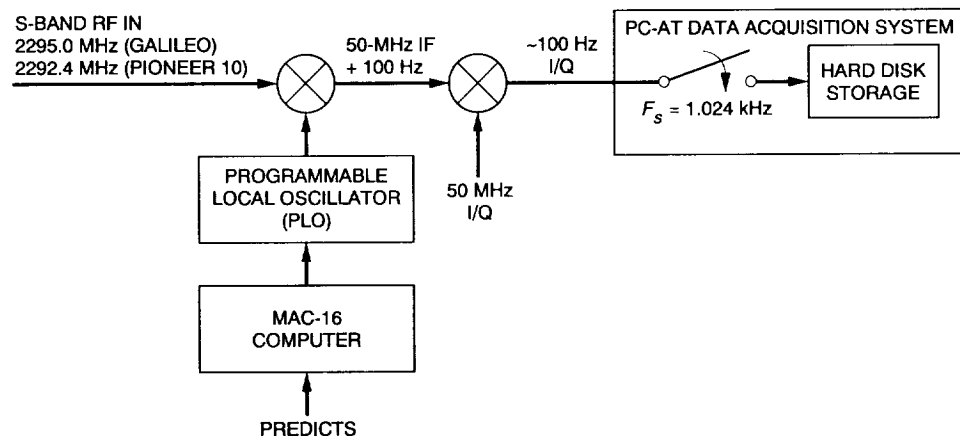 S-BAND RF IN
2295.0 MHz (GALILEO)
2292.4 MHz (PIONEER 10)
50-MHz IF
+ 100 Hz
~100 Hz
I/Q
PC-AT DATA ACQUISITION SYSTEM
F_s = 1.024 kHz
HARD DISK
STORAGE
PROGRAMMABLE
LOCAL OSCILLATOR
(PLO)
50 MHz
I/Q
MAC-16
COMPUTER
PREDICTS